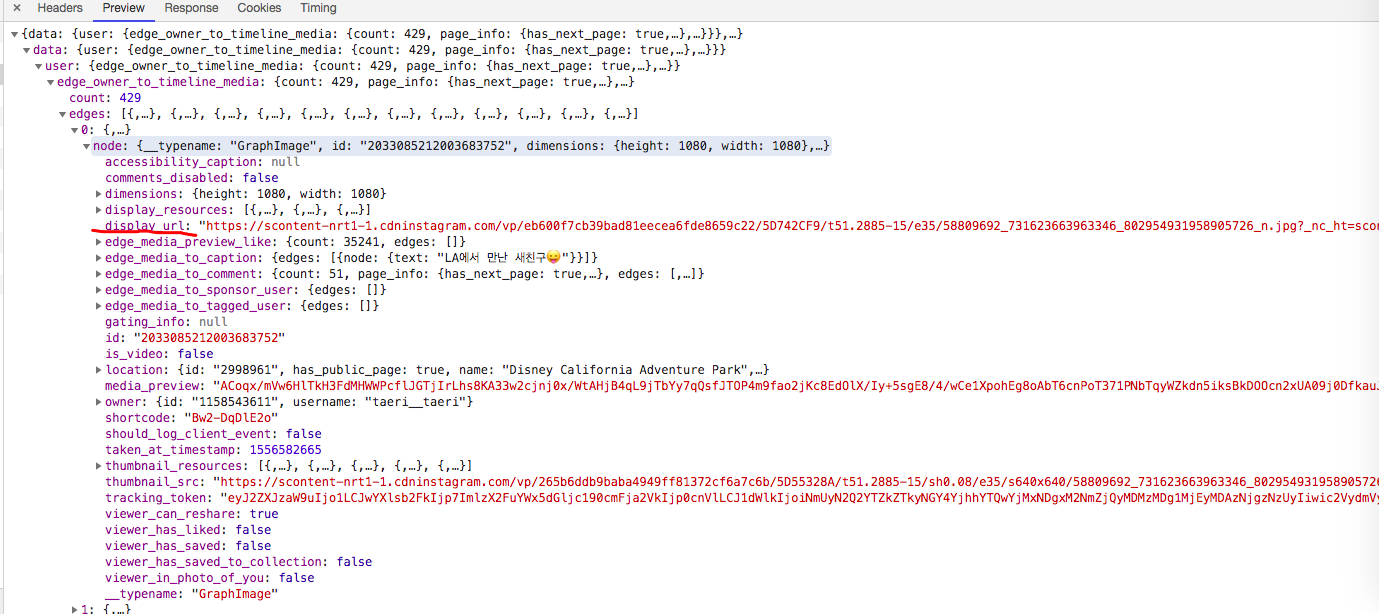 × Headers Preview Response Cookies Timing
▼{data: {user: {edge_owner_to_timeline_media: {count: 429, page_info: {has_next_page: true,…},…}}},…}
▼data: {user: {edge_owner_to_timeline_media: {count: 429, page_info: {has_next_page: true,…},…}}}
▼user: {edge_owner_to_timeline_media: {count: 429, page_info: {has_next_page: true,…},…}}
▼edge_owner_to_timeline_media: {count: 429, page_info: {has_next_page: true,…},…}
count: 429
▼edges: [{,…}, {,…}, {,…}, {,…}, {,…}, {,…}, {,…}, {,…}, {,…}, {,…}, {,…}, {,…}]
▼0: {,…}
▼node: {__typename: "GraphImage", id: "2033085212003683752", dimensions: {height: 1080, width: 1080},…}
accessibility_caption: null
comments_disabled: false
▶dimensions: {height: 1080, width: 1080}
▶display_resources: [{,…}, {,…}, {,…}]
display_url: "https://scontent-nrt1-1.cdninstagram.com/vp/eb600f7cb39bad81eecea6fde8659c22/5D742CF9/t51.2885-15/e35/58809692_731623663963346_802954931958905726_n.jpg?_nc_ht=scon
▶edge_media_preview_like: {count: 35241, edges: []}
▶edge_media_to_caption: {edges: [{node: {text: "LA에서 만난 새친구😛"}}]}
▶edge_media_to_comment: {count: 51, page_info: {has_next_page: true,…}, edges: [,…]}
▶edge_media_to_sponsor_user: {edges: []}
▶edge_media_to_tagged_user: {edges: []}
gating_info: null
id: "2033085212003683752"
is_video: false
▶location: {id: "2998961", has_public_page: true, name: "Disney California Adventure Park",…}
media_preview: "ACoqx/mVw6HlTkH3FdMHWWPcflJGTjIrLhs8KA33w2cjnj0x/WtAHjB4qL9jTbYy7qQsfJTOP4m9fao2jKc8EdOlX/Iy+5sgE8/4/wCe1XpohEg8oAbT6cnPoT371PNbTqyWZkdn5iksBkDOOcn2xUA09j0DfkauJ
▶owner: {id: "1158543611", username: "taeri__taeri"}
shortcode: "Bw2-DqDlE2o"
should_log_client_event: false
taken_at_timestamp: 1556582665
▶thumbnail_resources: [{,…}, {,…}, {,…}, {,…}, {,…}]
thumbnail_src: "https://scontent-nrt1-1.cdninstagram.com/vp/265b6ddb9baba4949ff81372cf6a7c6b/5D55328A/t51.2885-15/sh0.08/e35/s640x640/58809692_731623663963346_802954931958905726
tracking_token: "eyJ2ZXJzaW9uIjo1LCJwYXlsb2FkIjp7ImlzX2FuYWx5dGljc190cmFja2VkIjp0cnVlLCJ1dWlkIjoiNmUyN2Q2YTZkZTkyNGY4YjhhYTQwYjMxNDgxM2NmZjQyMDMzMDg1MjEyMDAzNjgzNzUyIiwic2VydmVy
viewer_can_reshare: true
viewer_has_liked: false
viewer_has_saved: false
viewer_has_saved_to_collection: false
viewer_in_photo_of_you: false
__typename: "GraphImage"
▶1: {,…}